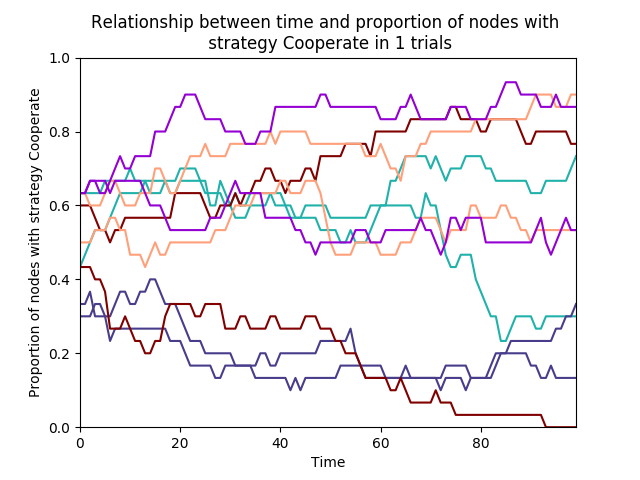 Relationship between time and proportion of nodes with
strategy Cooperate in 1 trials
Proportion of nodes with strategy Cooperate
1.0
0.8
0.6
0.4
0.2
0.0
0
20
40
60
80
Time